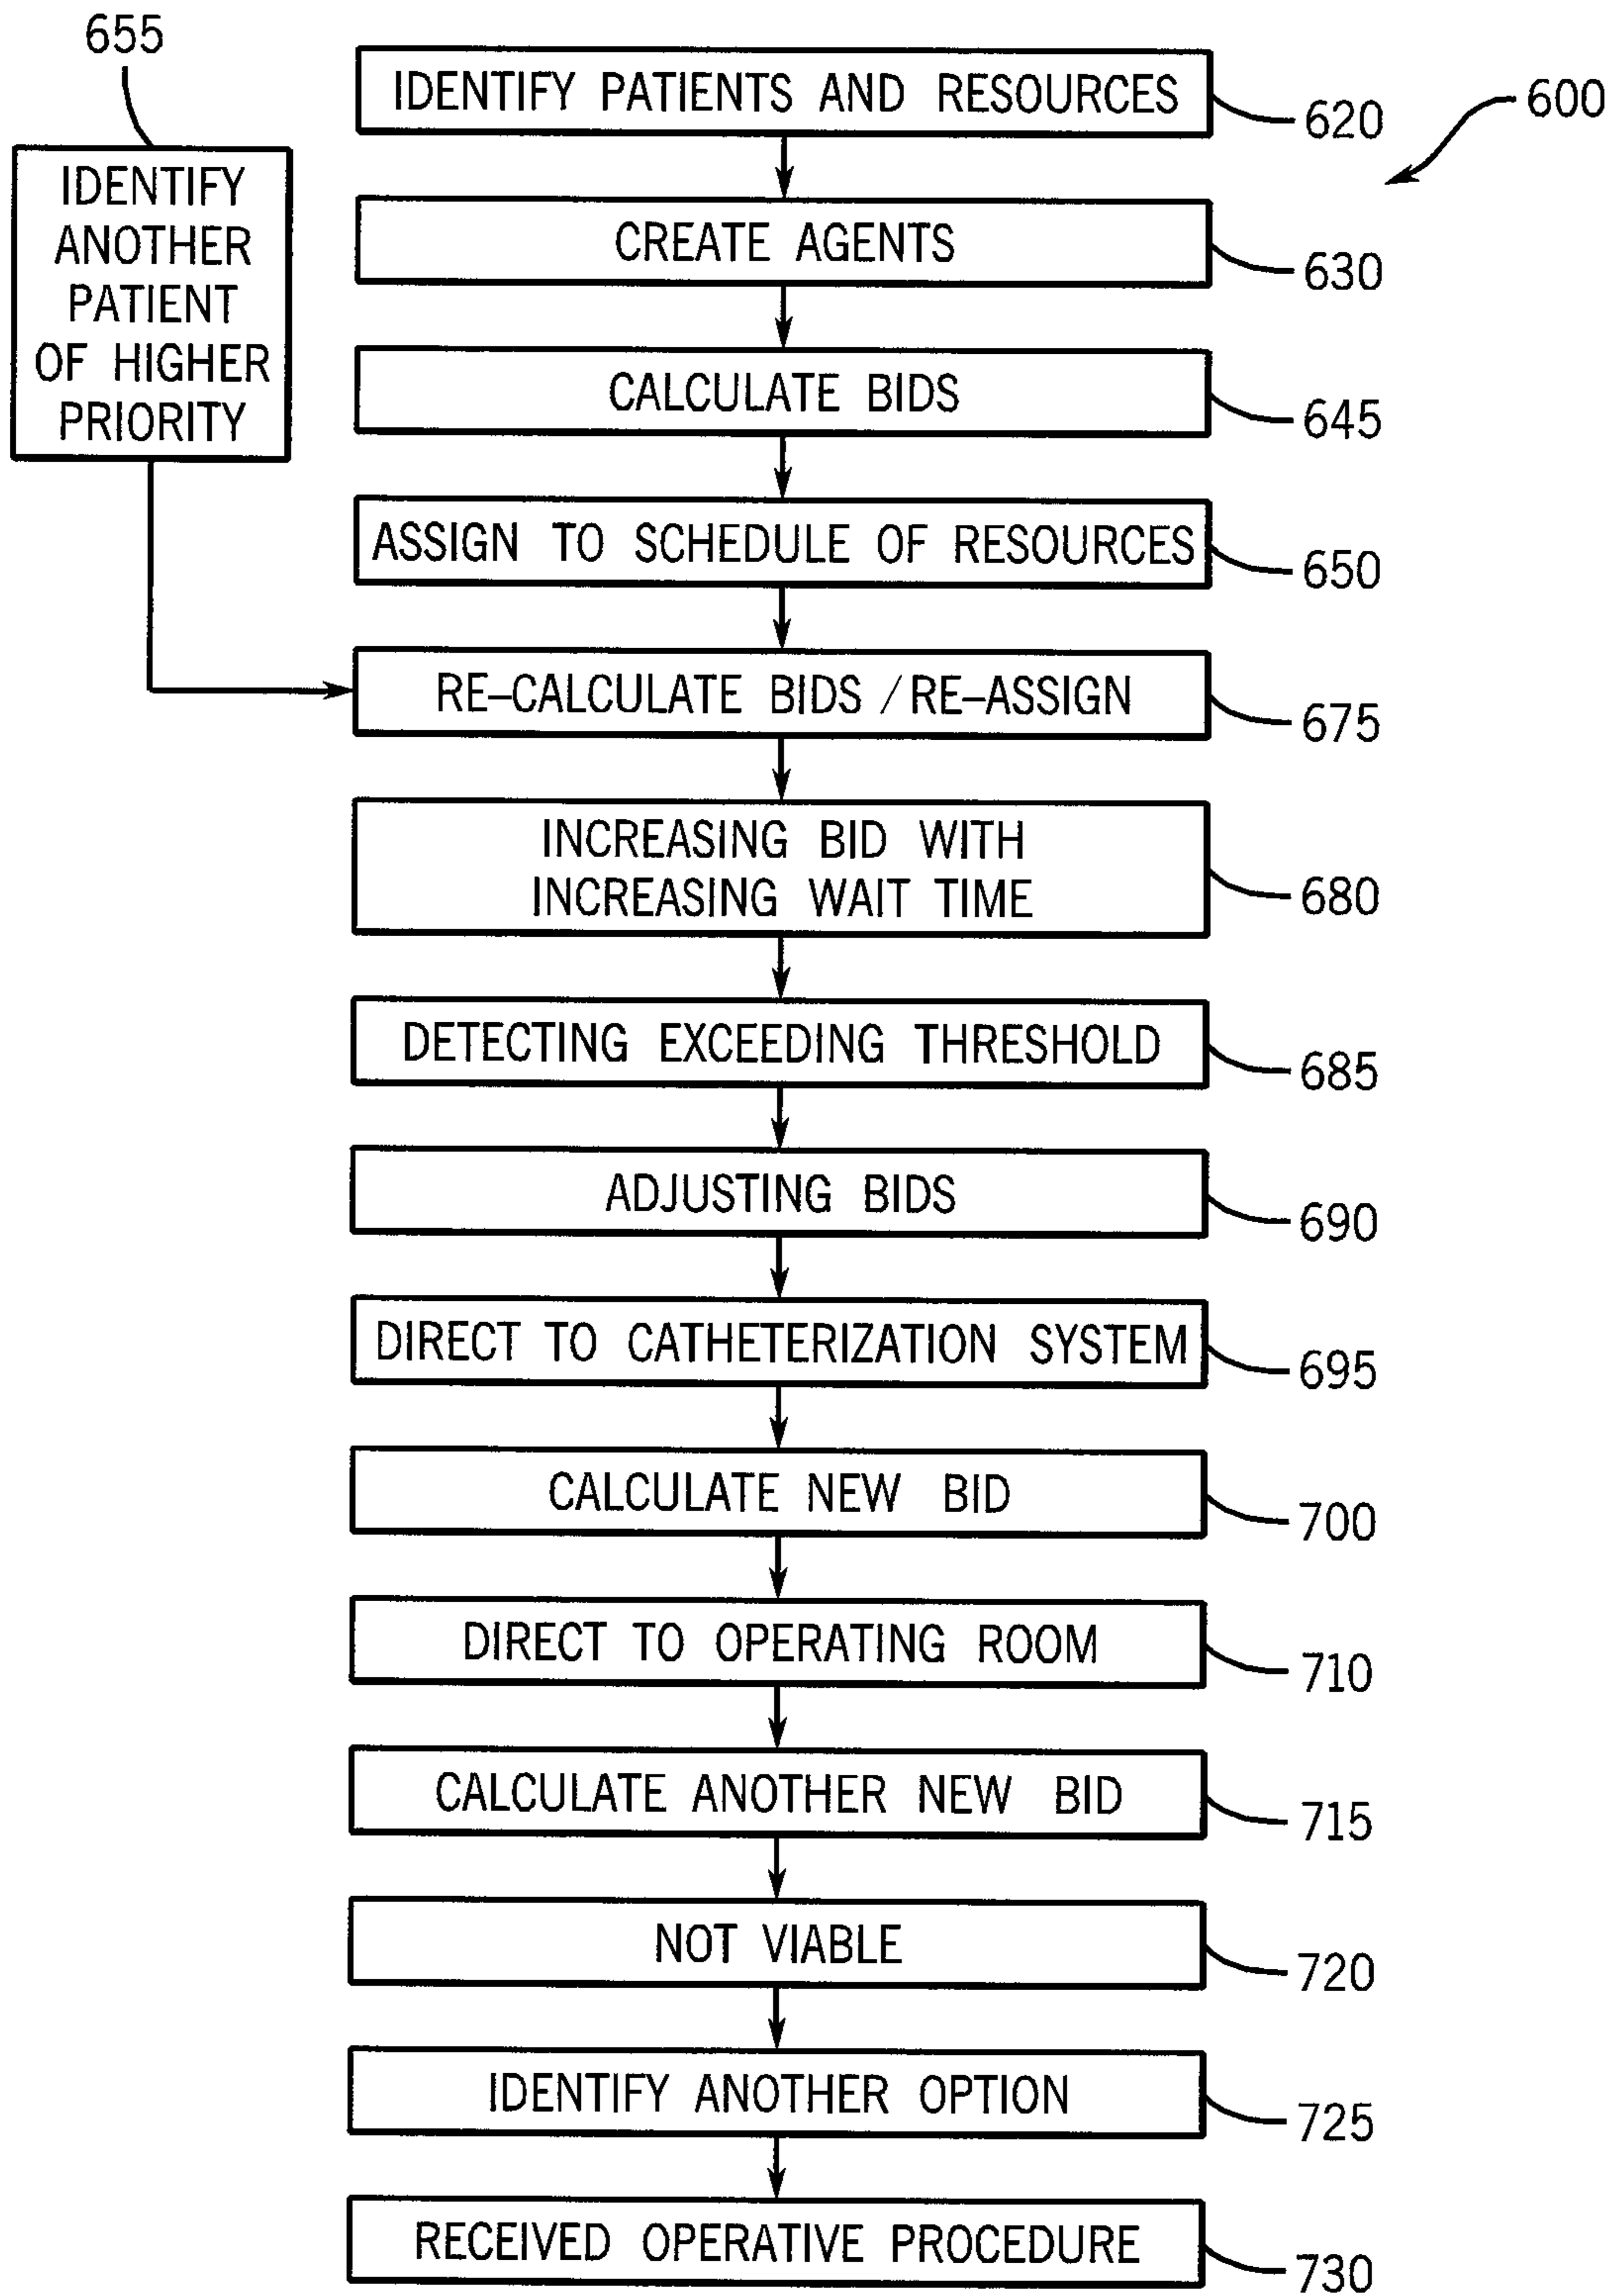 655
IDENTIFY
ANOTHER
PATIENT
OF HIGHER
PRIORITY
600
IDENTIFY PATIENTS AND RESOURCES
620
CREATE AGENTS
630
CALCULATE BIDS
645
ASSIGN TO SCHEDULE OF RESOURCES
650
RE-CALCULATE BIDS / RE-ASSIGN
675
INCREASING BID WITH
INCREASING WAIT TIME
680
DETECTING EXCEEDING THRESHOLD
685
ADJUSTING BIDS
690
DIRECT TO CATHETERIZATION SYSTEM
695
CALCULATE NEW BID
700
DIRECT TO OPERATING ROOM
710
CALCULATE ANOTHER NEW BID
715
NOT VIABLE
720
IDENTIFY ANOTHER OPTION
725
RECEIVED OPERATIVE PROCEDURE
730